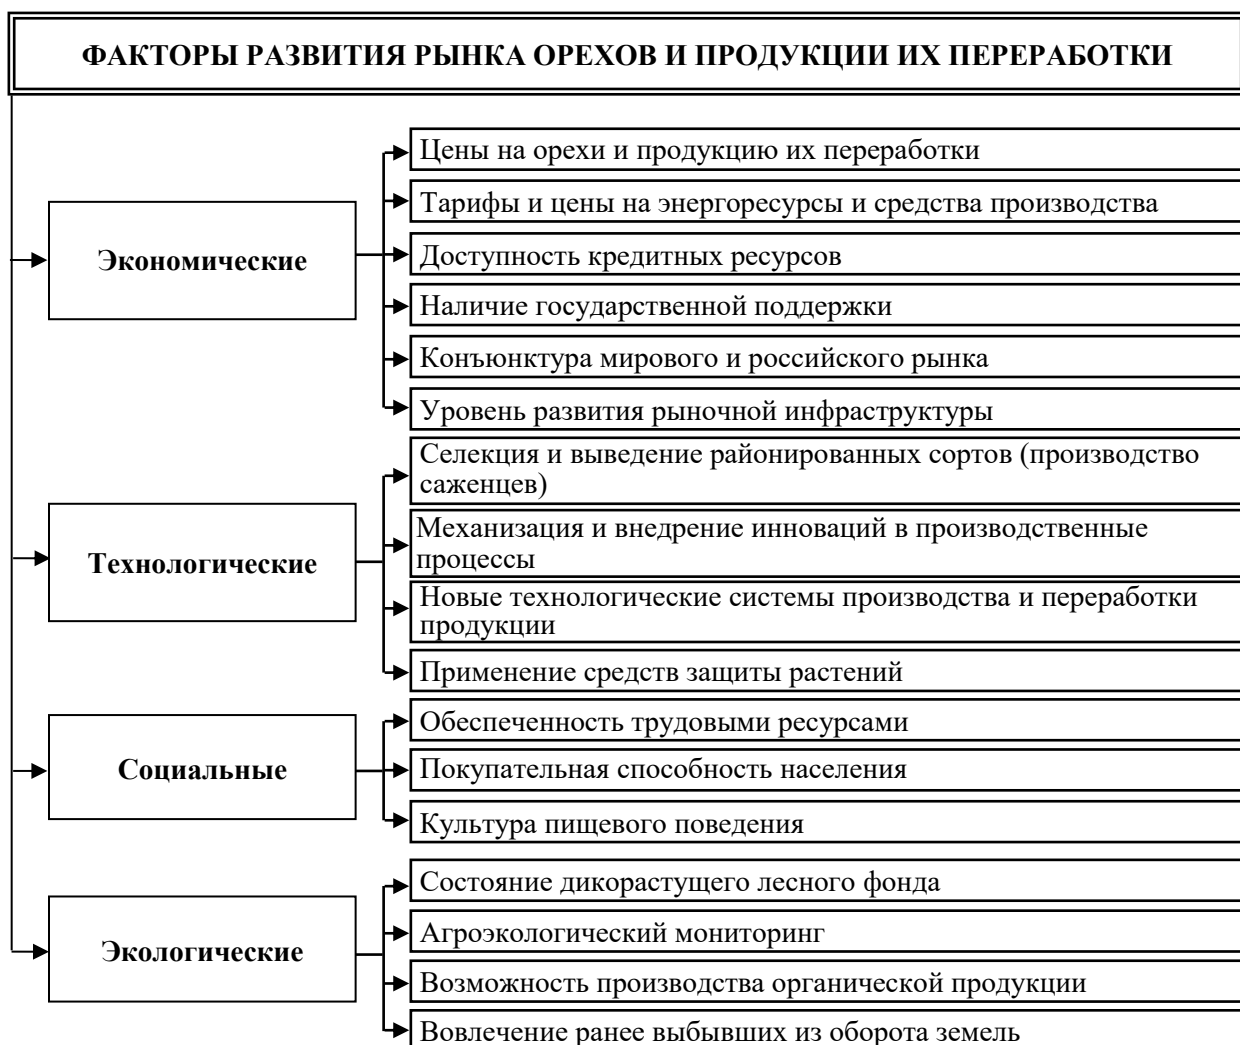 ФАКТОРЫ РАЗВИТИЯ РЫНКА ОРЕХОВ И ПРОДУКЦИИ ИХ ПЕРЕРАБОТКИ
Экономические
Цены на орехи и продукцию их переработки
Тарифы и цены на энергоресурсы и средства производства
Доступность кредитных ресурсов
Наличие государственной поддержки
Конъюнктура мирового и российского рынка
Уровень развития рыночной инфраструктуры
Технологические
Селекция и выведение районированных сортов (производство
саженцев)
Механизация и внедрение инноваций в производственные
процессы
Новые технологические системы производства и переработки
продукции
Применение средств защиты растений
Социальные
Обеспеченность трудовыми ресурсами
Покупательная способность населения
Культура пищевого поведения
Экологические
Состояние дикорастущего лесного фонда
Агроэкологический мониторинг
Возможность производства органической продукции
Вовлечение ранее выбывших из оборота земель